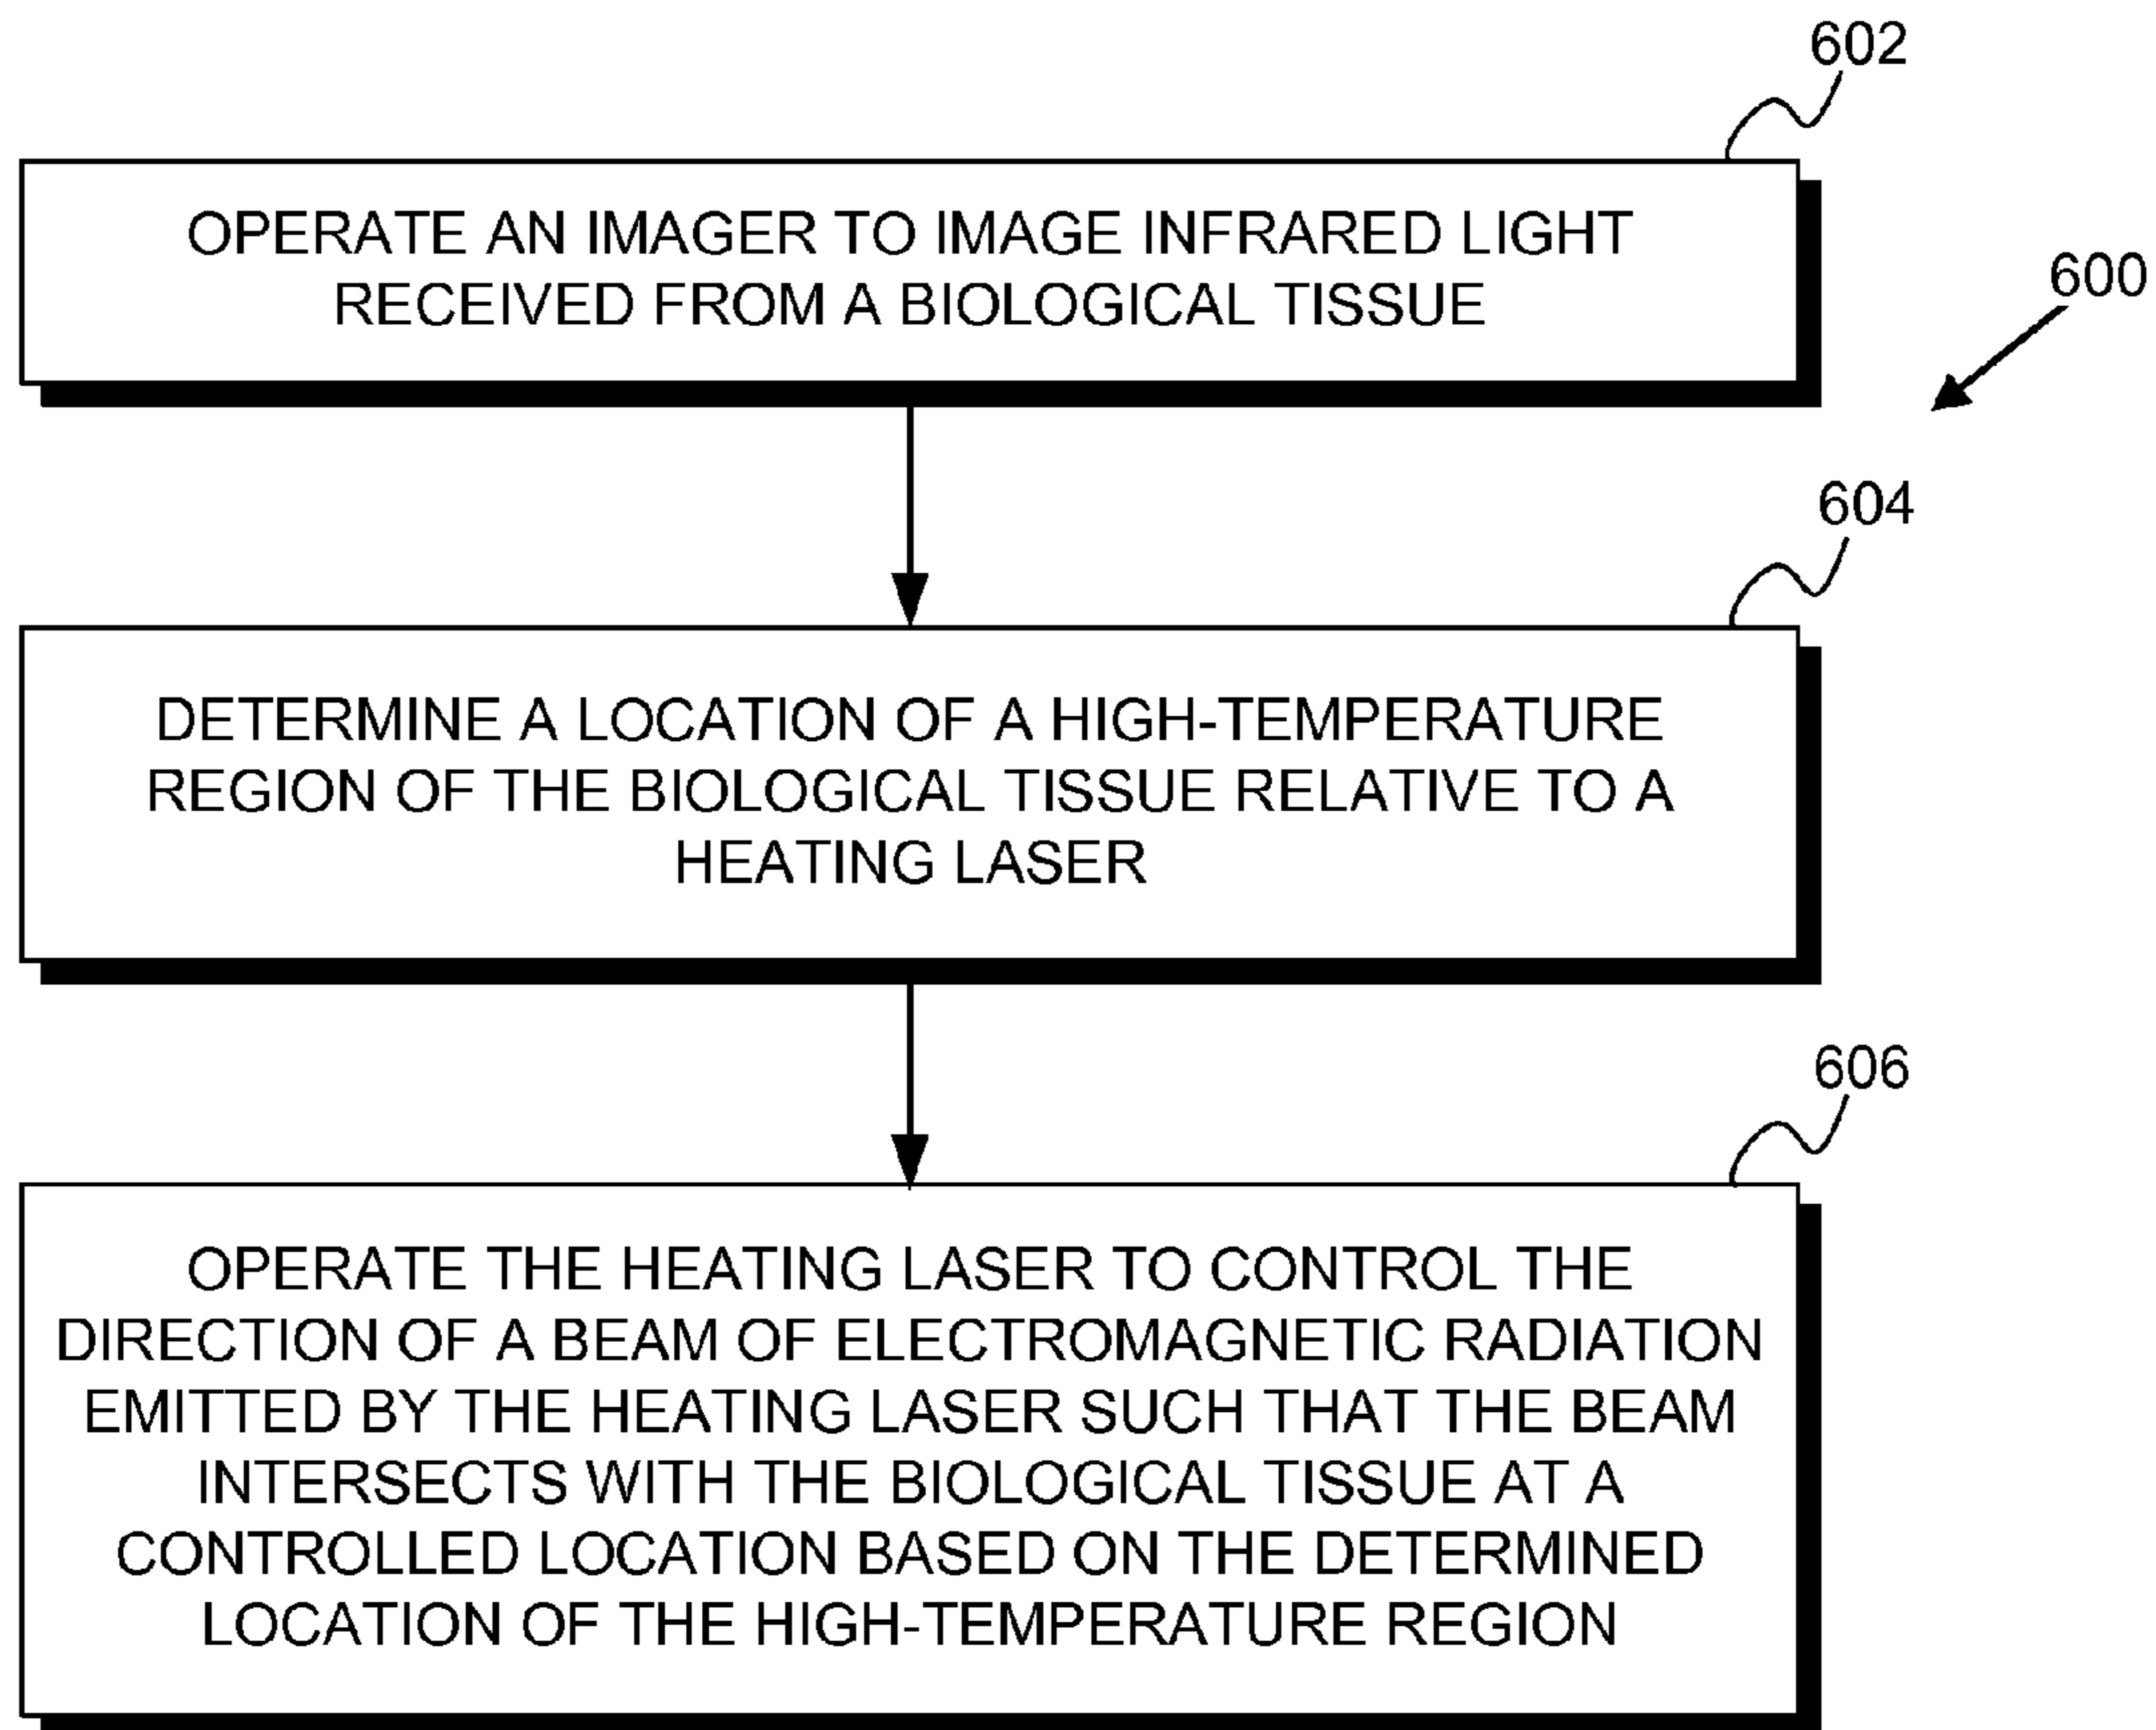 602
OPERATE AN IMAGER TO IMAGE INFRARED LIGHT
RECEIVED FROM A BIOLOGICAL TISSUE
600
604
DETERMINE A LOCATION OF A HIGH-TEMPERATURE
REGION OF THE BIOLOGICAL TISSUE RELATIVE TO A
HEATING LASER
606
OPERATE THE HEATING LASER TO CONTROL THE
DIRECTION OF A BEAM OF ELECTROMAGNETIC RADIATION
EMITTED BY THE HEATING LASER SUCH THAT THE BEAM
INTERSECTS WITH THE BIOLOGICAL TISSUE AT A
CONTROLLED LOCATION BASED ON THE DETERMINED
LOCATION OF THE HIGH-TEMPERATURE REGION